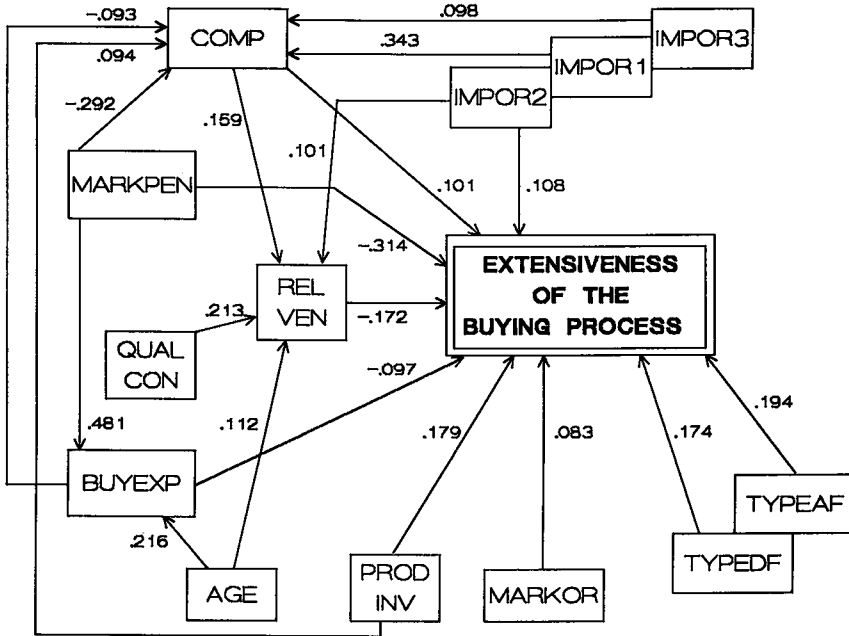 -.093
.098
COMP
IMPOR3
.094
.343
IMPOR1
IMPOR2
-.292
.159
.101
.101
.108
MARKPEN
-.314
EXTENSIVENESS
OF THE
BUYING PROCESS
REL
VEN
.213
-.172
QUAL
CON
-.097
.194
.481
.112
.179
.083
.174
BUYEXP
TYPEAF
.216
TYPEDF
AGE
PROD
INV
MARKOR